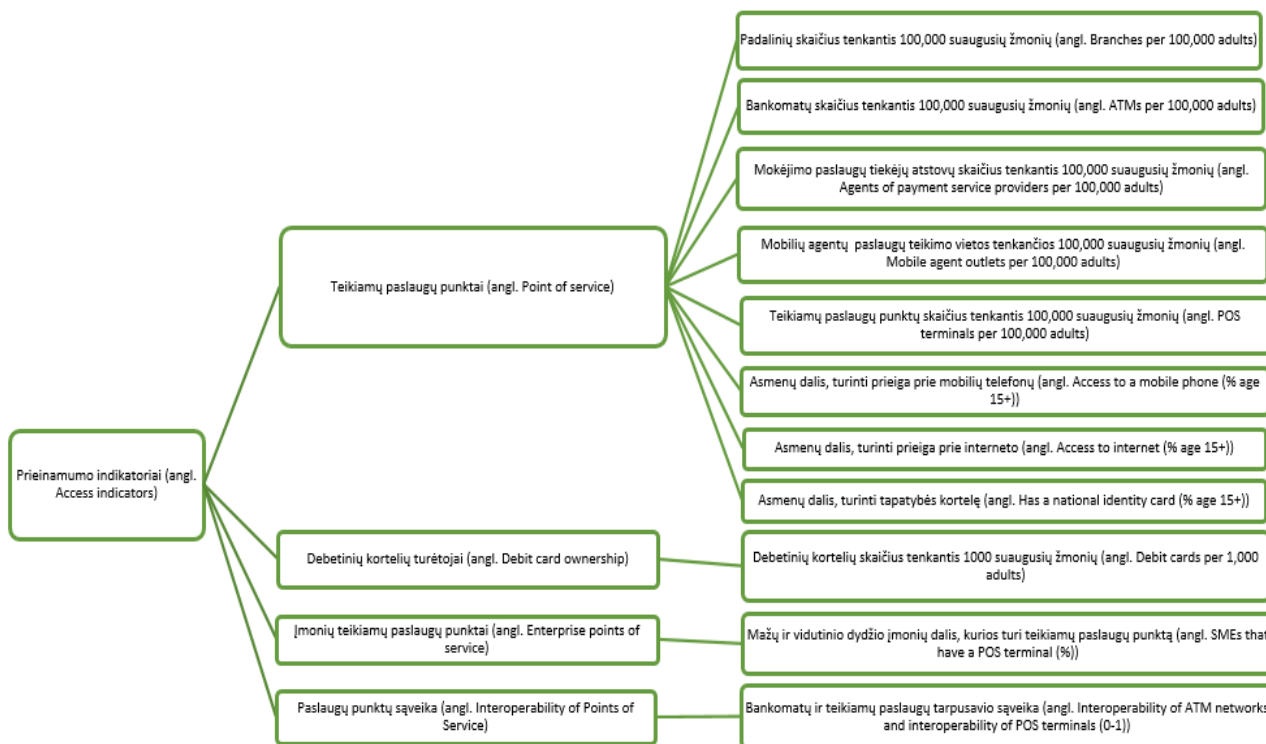 Prieinamumo indikatoriai (angl.
Access indicators)
Teikiamų paslaugų punktai (angl. Point of service)
Padalinių skaičius tenkantis 100,000 suaugusių žmonių (angl. Branches per 100,000 adults)
Bankomatų skaičius tenkantis 100,000 suaugusių žmonių (angl. ATMs per 100,000 adults)
Mokėjimo paslaugų tiekėjų atstovų skaičius tenkantis 100,000 suaugusių žmonių (angl.
Agents of payment service providers per 100,000 adults)
Mobilių agentų paslaugų teikimo vietos tenkančios 100,000 suaugusių žmonių (angl.
Mobile agent outlets per 100,000 adults)
Teikiamų paslaugų punktų skaičius tenkantis 100,000 suaugusių žmonių (angl. POS
terminals per 100,000 adults)
Asmenų dalis, turinti prieiga prie mobilių telefonų (angl. Access to a mobile phone (% age
15+))
Asmenų dalis, turinti prieiga prie interneto (angl. Access to internet (% age 15+))
Asmenų dalis, turinti tapatybės kortelę (angl. Has a national identity card (% age 15+))
Debetinių kortelių turėtojai (angl. Debit card ownership)
Debetinių kortelių skaičius tenkantis 1000 suaugusių žmonių (angl. Debit cards per 1,000
adults)
Įmonių teikiamų paslaugų punktai (angl. Enterprise points of
service)
Mažų ir vidutinio dydžio įmonių dalis, kurios turi teikiamų paslaugų punktą (angl. SMEs that
have a POS terminal (%))
Paslaugų punktų sąveika (angl. Interoperability of Points of
Service)
Bankomatų ir teikiamų paslaugų tarpusavio sąveika (angl. Interoperability of ATM networks
and interoperability of POS terminals (0-1))